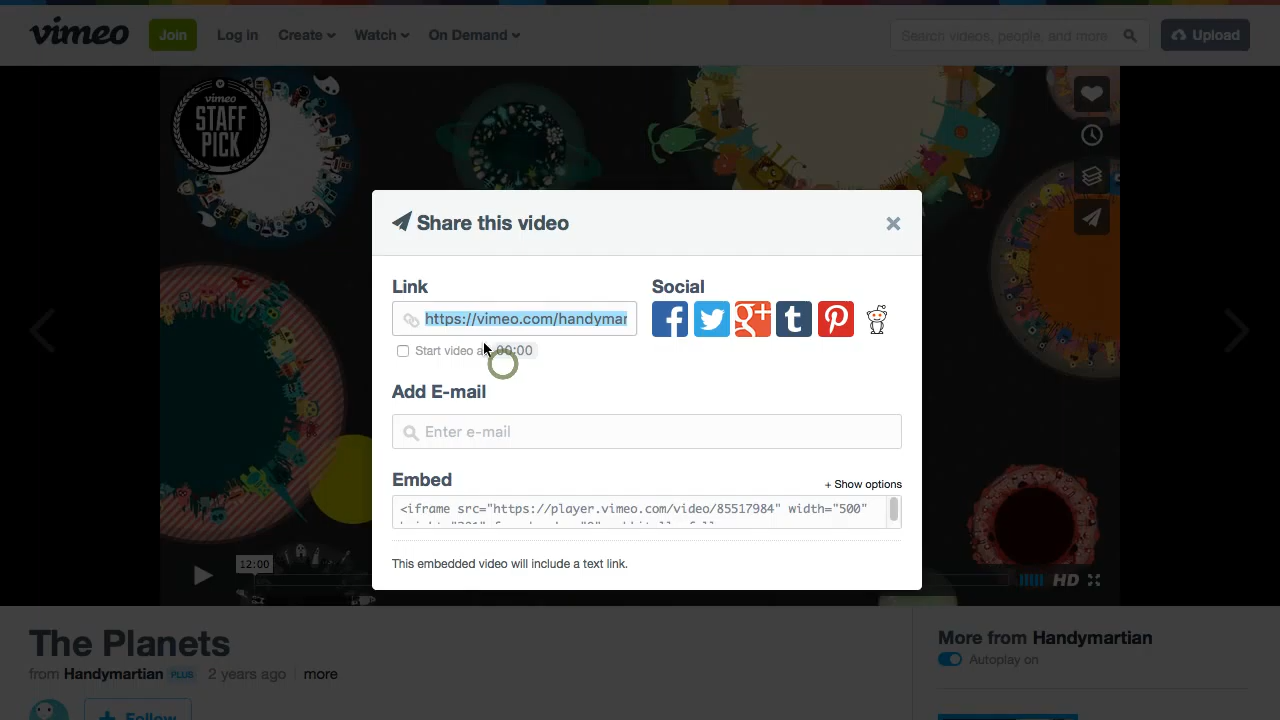 vimeo
Join
Log in
Create
Watch
On Demand
Search videos, people, and more
Upload
vimeo
STAFF
PICK
Share this video
Link
https://vimeo.com/handymar
Social
Start video a 00:00
Add E-mail
Enter e-mail
Embed
+ Show options
<iframe src="https://player.vimeo.com/video/85517984" width="500"
This embedded video will include a text link.
12:00
HD
The Planets
from Handymartian PLUS 2 years ago more
+ Follow
More from Handymartian
Autoplay on